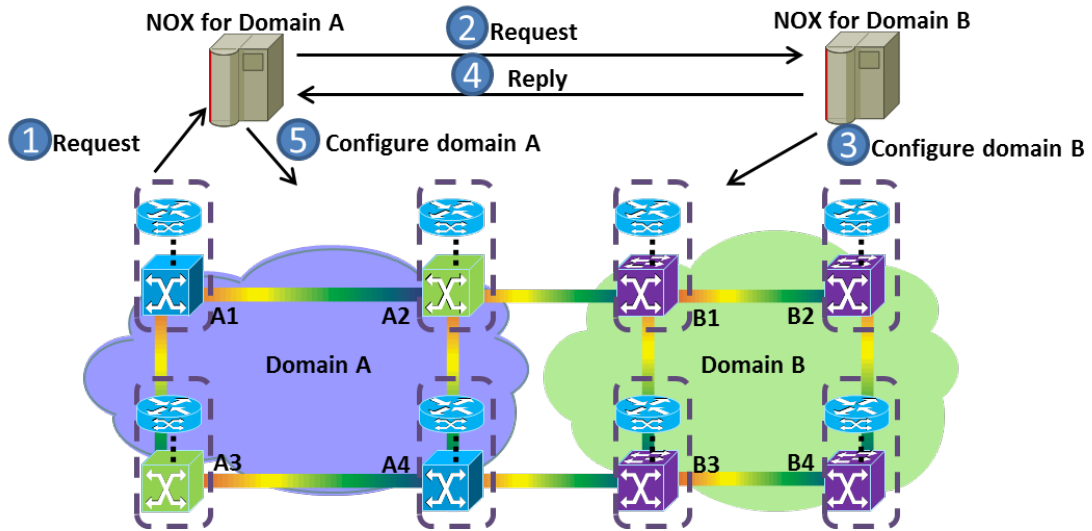 NOX for Domain A
NOX for Domain B
2 Request
4 Reply
1 Request
5 Configure domain A
3 Configure domain B
A1
A2
B1
B2
Domain A
Domain B
A3
A4
B3
B4